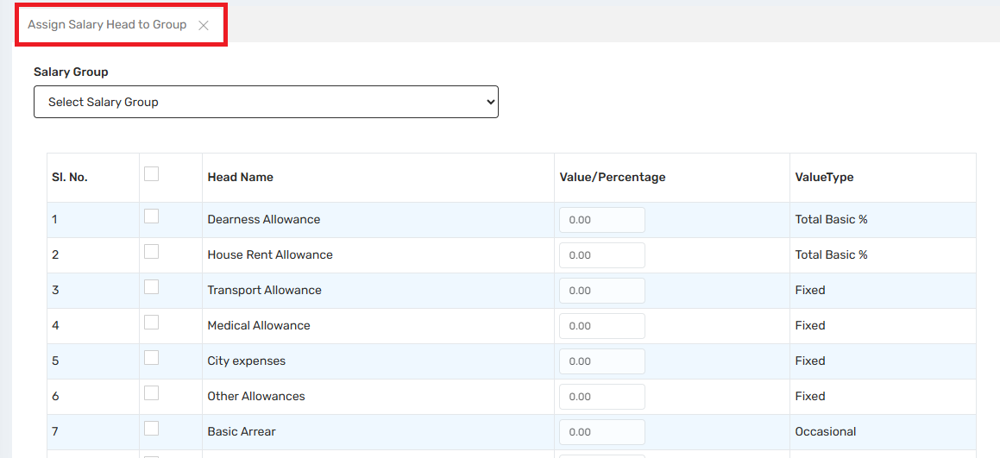 Assign Salary Head to Group
Salary Group
Select Salary Group
Sl. No. Head Name Value/Percentage ValueType
1 Dearness Allowance 0.00 Total Basic %
2 House Rent Allowance 0.00 Total Basic %
3 Transport Allowance 0.00 Fixed
4 Medical Allowance 0.00 Fixed
5 City expenses 0.00 Fixed
6 Other Allowances 0.00 Fixed
7 Basic Arrear 0.00 Occasional